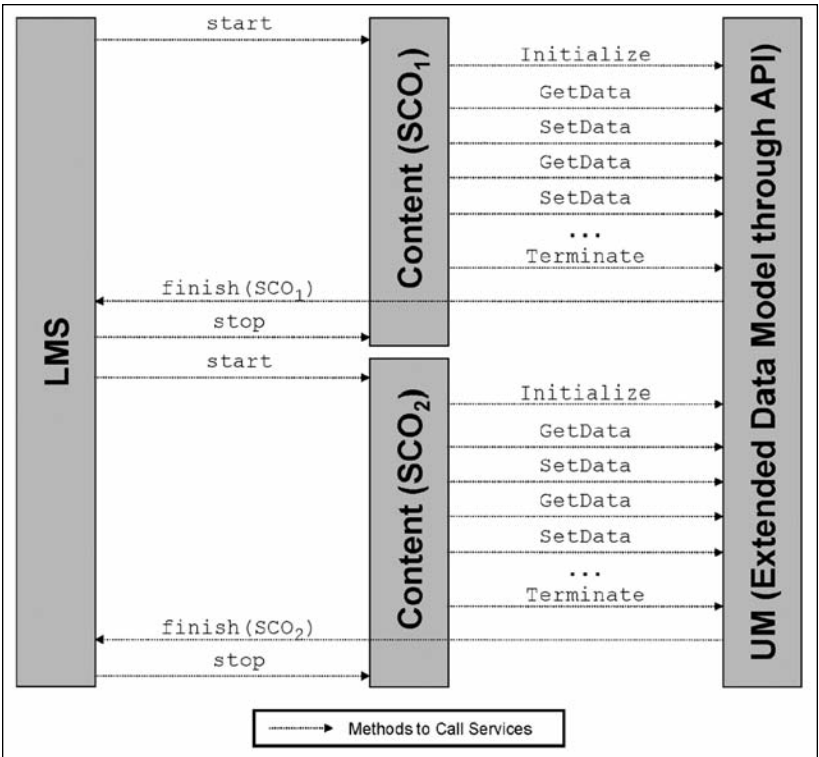 LMS
start
Content (SCO₁)
Initialize
GetData
SetData
GetData
SetData
...
Terminate
finish(SCO₁)
stop
start
Content (SCO₂)
Initialize
GetData
SetData
GetData
SetData
...
Terminate
finish(SCO₂)
stop
UM (Extended Data Model through API)
Methods to Call Services